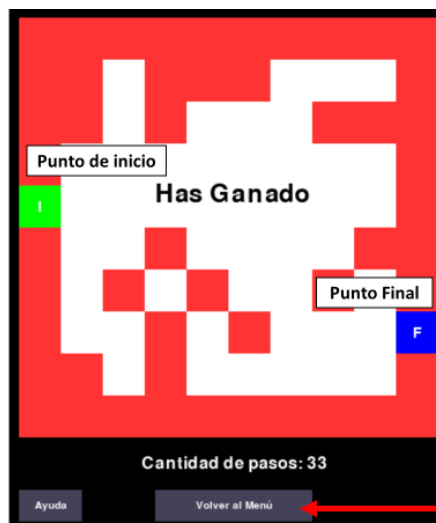 Punto de inicio
I
Has Ganado
Punto Final
F
Cantidad de pasos: 33
Ayuda
Volver al Menú